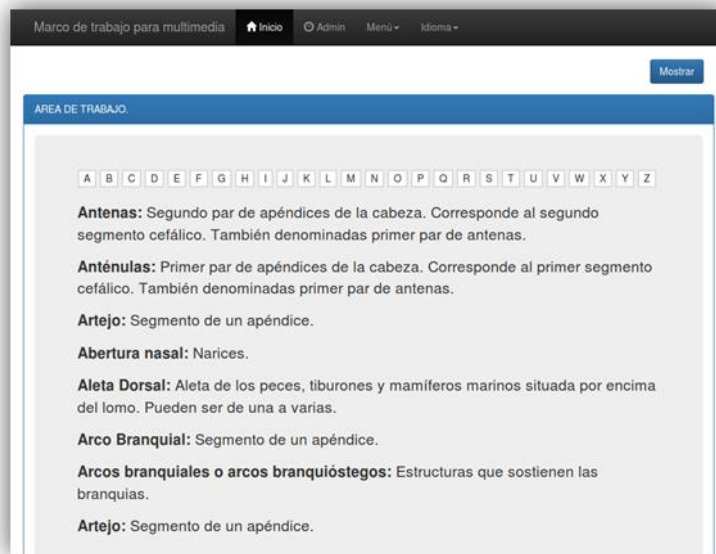 Marco de trabajo para multimedia Inicio Admin Menú Idioma
Mostrar
AREA DE TRABAJO.
A B C D E F G H I J K L M N O P Q R S T U V W X Y Z
Antenas: Segundo par de apéndices de la cabeza. Corresponde al segundo
segmento cefálico. También denominadas primer par de antenas.
Anténulas: Primer par de apéndices de la cabeza. Corresponde al primer segmento
cefálico. También denominadas primer par de antenas.
Artejo: Segmento de un apéndice.
Abertura nasal: Narices.
Aleta Dorsal: Aleta de los peces, tiburones y mamíferos marinos situada por encima
del lomo. Pueden ser de una a varias.
Arco Branquial: Segmento de un apéndice.
Arcos branquiales o arcos branquióstegos: Estructuras que sostienen las
branquias.
Artejo: Segmento de un apéndice.